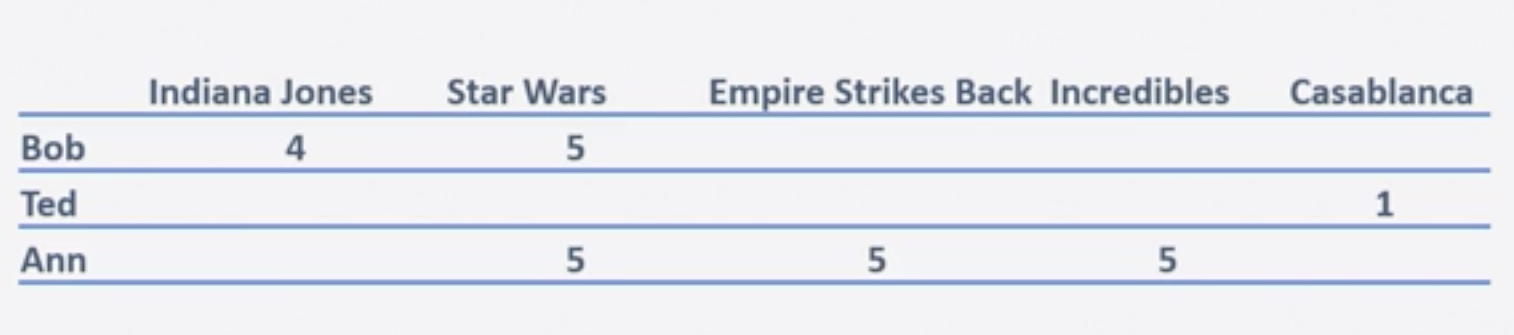 Indiana Jones Star Wars Empire Strikes Back Incredibles Casablanca
Bob 4 5
Ted 1
Ann 5 5 5